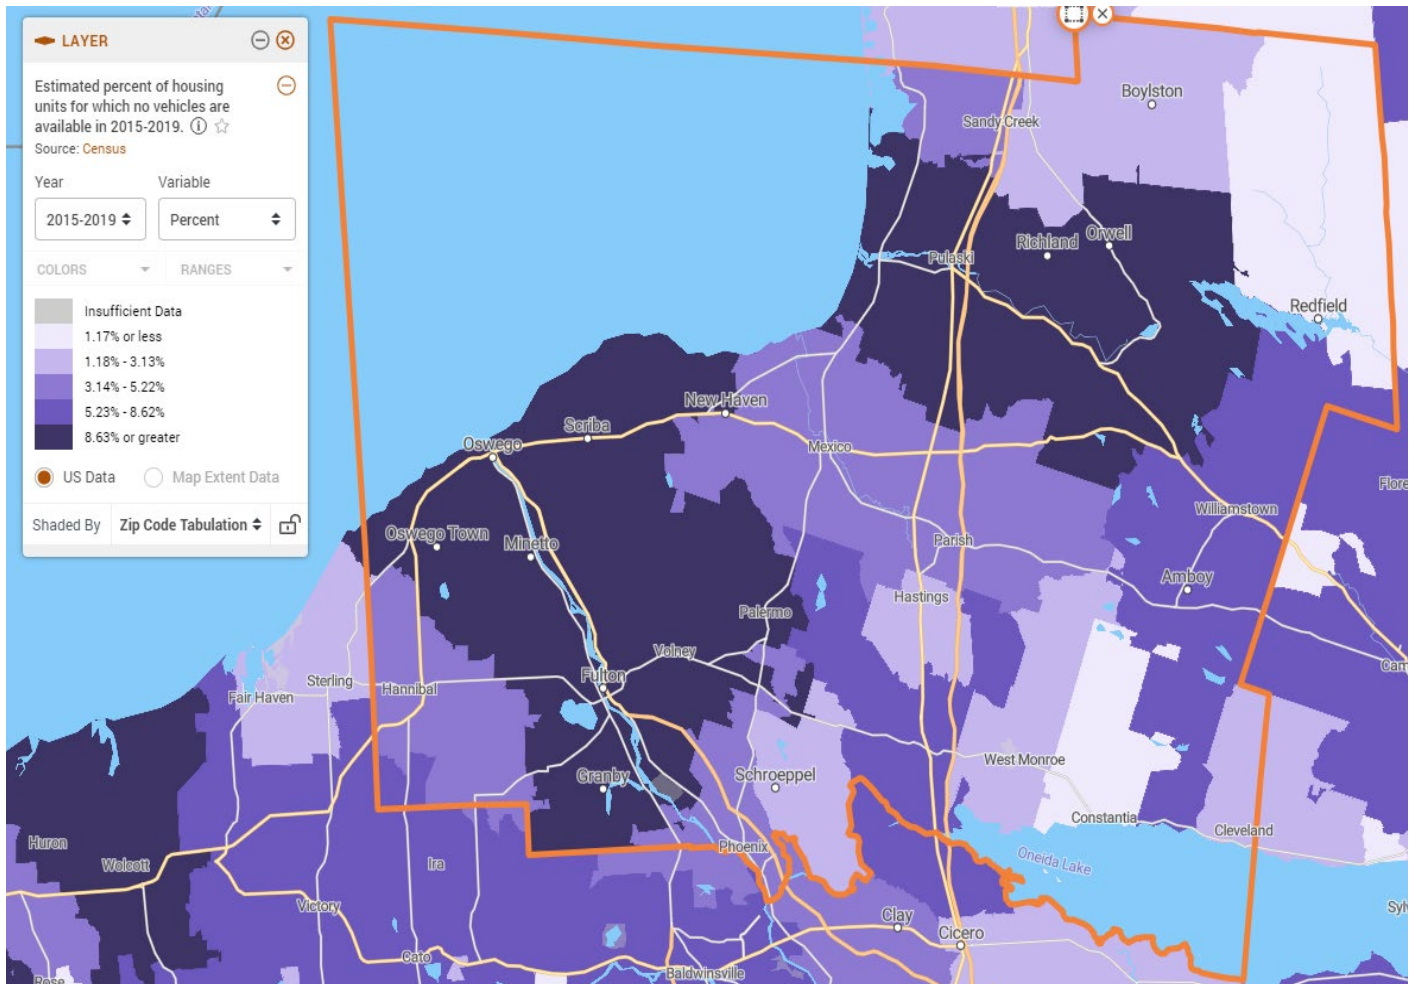 LAYER
Estimated percent of housing
units for which no vehicles are
available in 2015-2019.
Source: Census
Year
Variable
2015-2019
Percent
COLORS
RANGES
Insufficient Data
1.17% or less
1.18% - 3.13%
3.14% - 5.22%
5.23% - 8.62%
8.63% or greater
US Data
Map Extent Data
Shaded By
Zip Code Tabulation
Boylston
Sandy Creek
Richland
Orwell
Pulaski
Redfield
New Haven
Scriba
Oswego
Mexico
Flore
Williamstown
Oswego Town
Minetto
Parish
Amboy
Hastings
Palermo
Volney
Cam
Fulton
Sterling
Hannibal
Fair Haven
West Monroe
Granby
Schroeppel
Constantia
Cleveland
Huron
Phoenix
Wolcott
Ira
Oneida Lake
Victory
Clay
Syl
Cicero
Cato
Baldwinsville
Rose